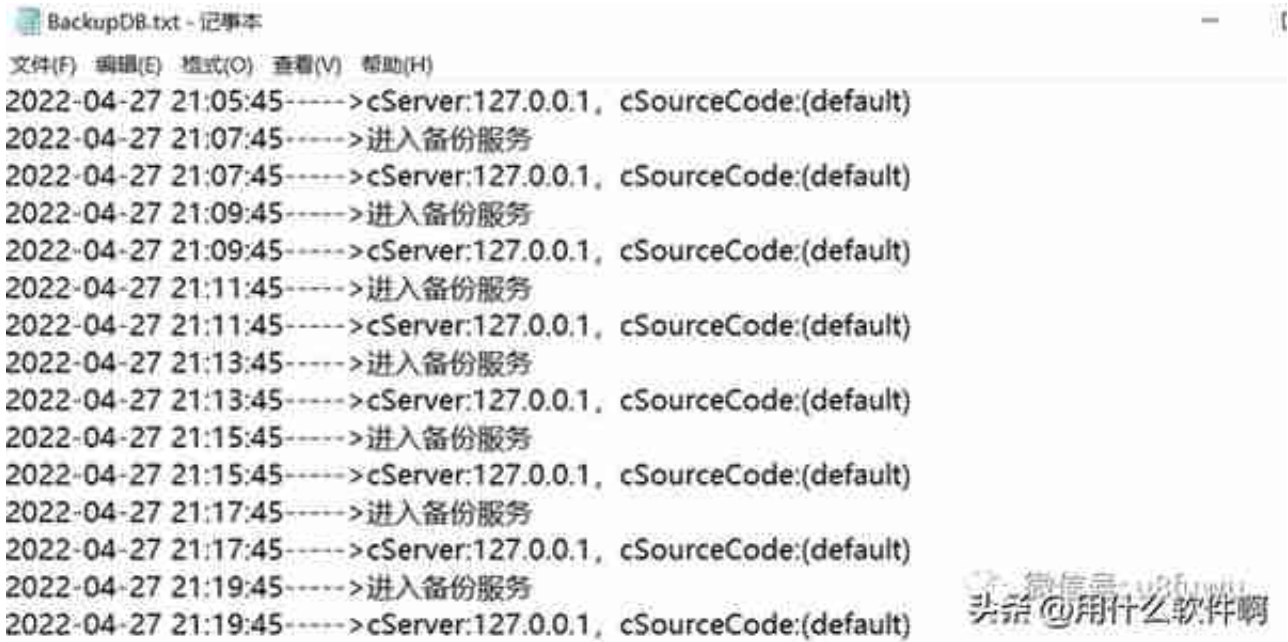 BackupDB.txt - 记事本
文件(F) 编辑(E) 格式(O) 查看(V) 帮助(H)
2022-04-27 21:05:45----->cServer:127.0.0.1，cSourceCode:(default)
2022-04-27 21:07:45----->进入备份服务
2022-04-27 21:07:45----->cServer:127.0.0.1，cSourceCode:(default)
2022-04-27 21:09:45----->进入备份服务
2022-04-27 21:09:45----->cServer:127.0.0.1，cSourceCode:(default)
2022-04-27 21:11:45----->进入备份服务
2022-04-27 21:11:45----->cServer:127.0.0.1，cSourceCode:(default)
2022-04-27 21:13:45----->进入备份服务
2022-04-27 21:13:45----->cServer:127.0.0.1，cSourceCode:(default)
2022-04-27 21:15:45----->进入备份服务
2022-04-27 21:15:45----->cServer:127.0.0.1，cSourceCode:(default)
2022-04-27 21:17:45----->进入备份服务
2022-04-27 21:17:45----->cServer:127.0.0.1，cSourceCode:(default)
2022-04-27 21:19:45----->进入备份服务
微信号:
2022-04-27 21:19:45----->cServer:127.0.0.1，cSourceCode:(default)
头条 @用什么软件啊